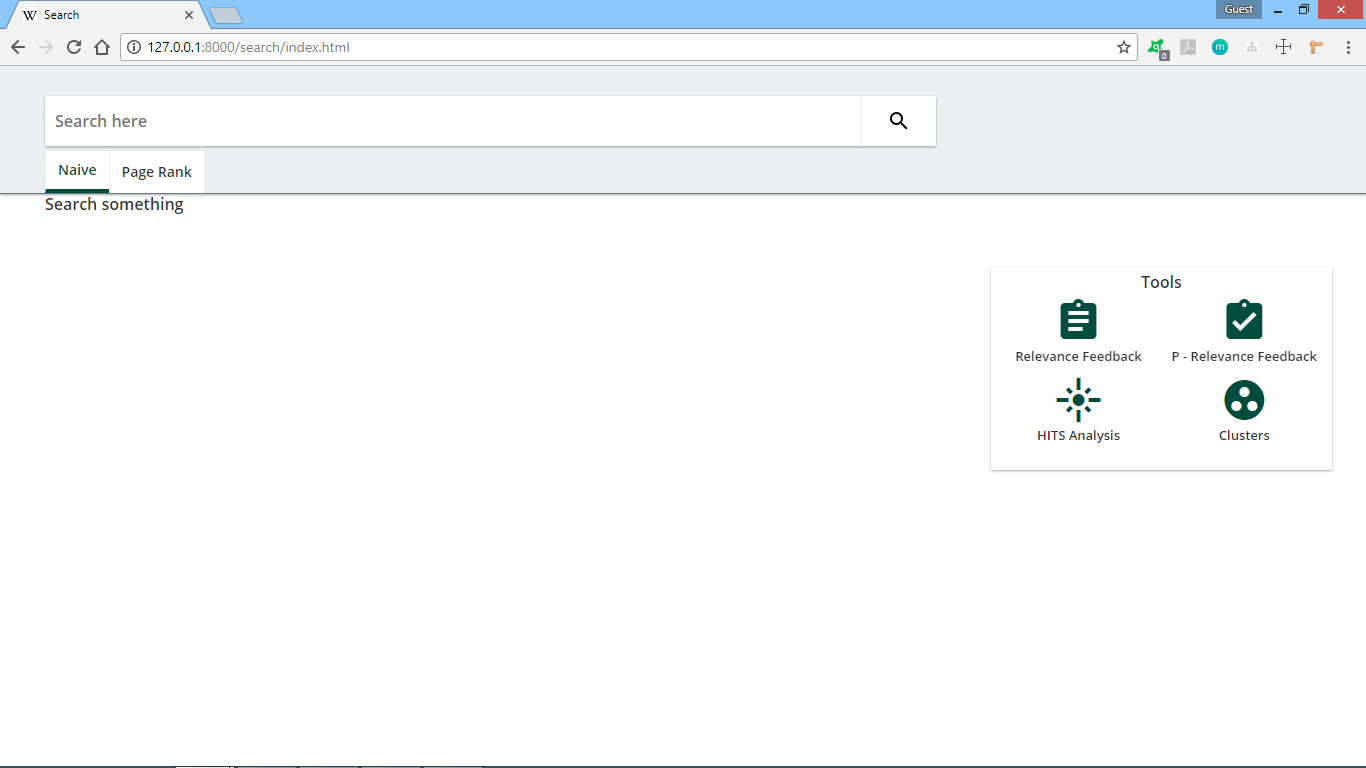 W Search
Guest
127.0.0.1:8000/search/index.html
0
m
Search here
Naive
Page Rank
Search something
Tools
Relevance Feedback
P - Relevance Feedback
HITS Analysis
Clusters